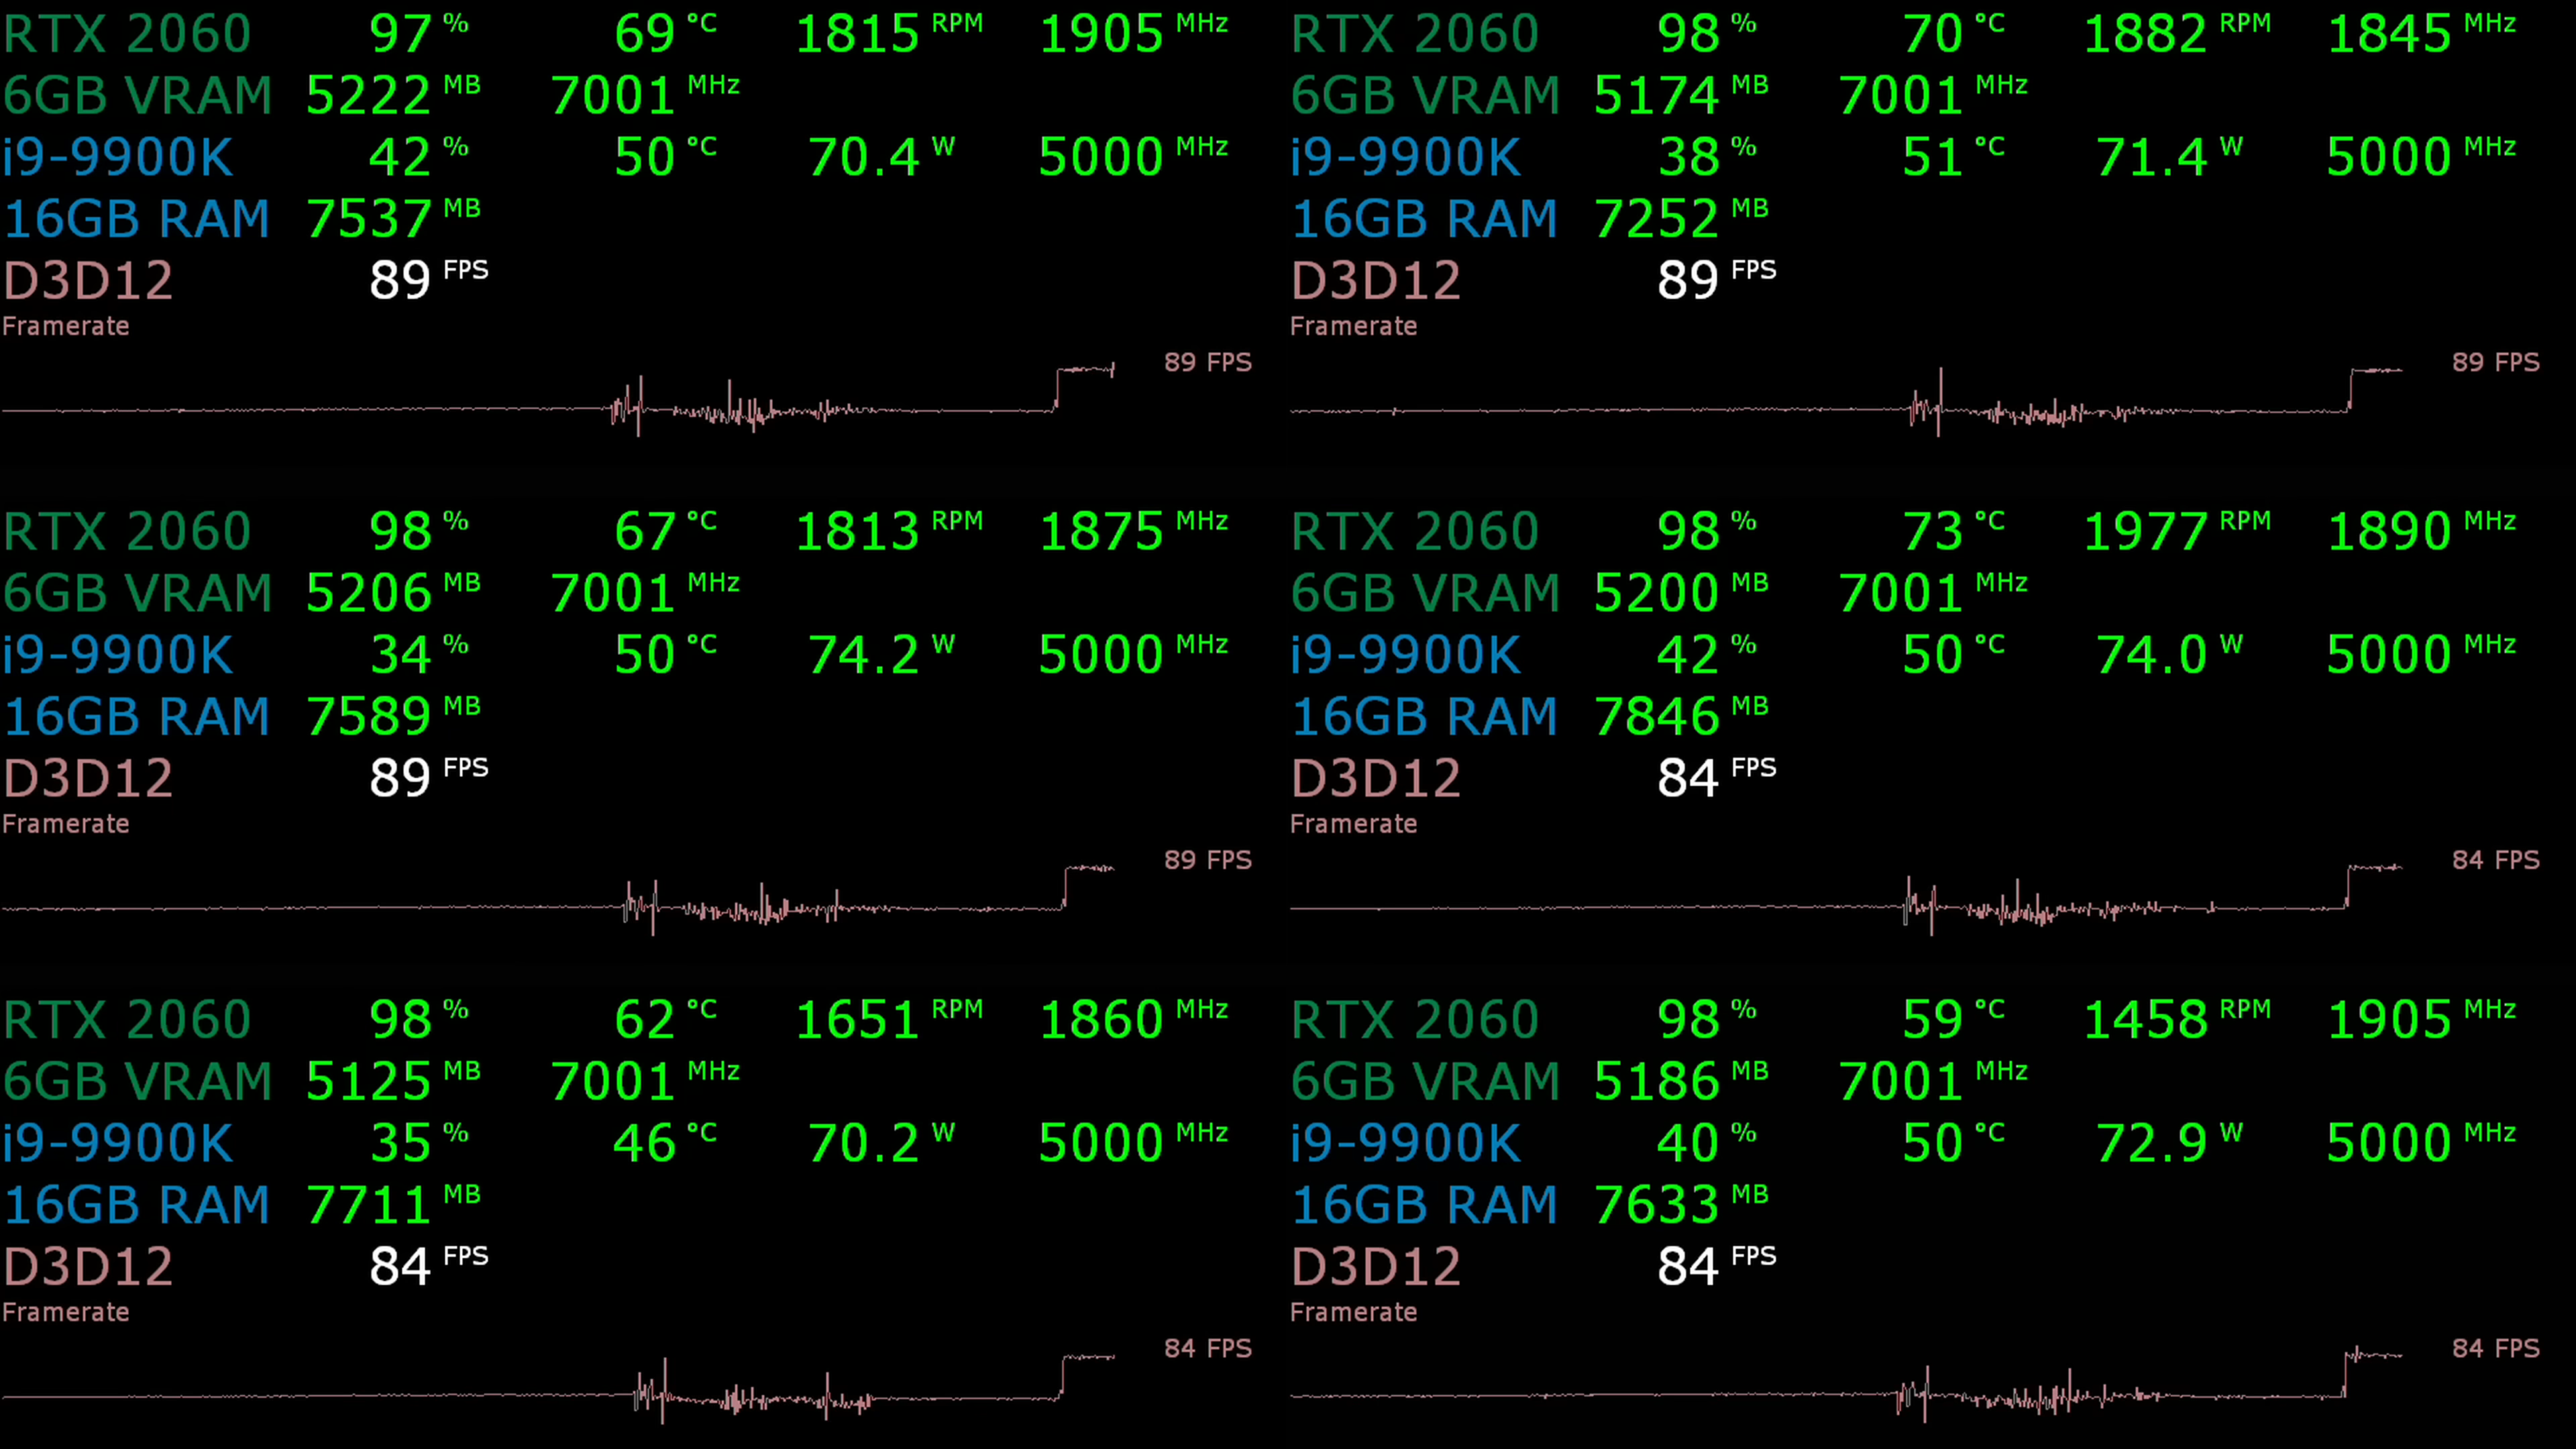 RTX 2060 97 % 69 °C 1815 RPM 1905 MHz
6GB VRAM 5222 MB 7001 MHz
i9-9900K 42 % 50 °C 70.4 W 5000 MHz
16GB RAM 7537 MB
D3D12 89 FPS
Framerate
89 FPS
RTX 2060 98 % 70 °C 1882 RPM 1845 MHz
6GB VRAM 5174 MB 7001 MHz
i9-9900K 38 % 51 °C 71.4 W 5000 MHz
16GB RAM 7252 MB
D3D12 89 FPS
Framerate
89 FPS
RTX 2060 98 % 67 °C 1813 RPM 1875 MHz
6GB VRAM 5206 MB 7001 MHz
i9-9900K 34 % 50 °C 74.2 W 5000 MHz
16GB RAM 7589 MB
D3D12 89 FPS
Framerate
89 FPS
RTX 2060 98 % 73 °C 1977 RPM 1890 MHz
6GB VRAM 5200 MB 7001 MHz
i9-9900K 42 % 50 °C 74.0 W 5000 MHz
16GB RAM 7846 MB
D3D12 84 FPS
Framerate
84 FPS
RTX 2060 98 % 62 °C 1651 RPM 1860 MHz
6GB VRAM 5125 MB 7001 MHz
i9-9900K 35 % 46 °C 70.2 W 5000 MHz
16GB RAM 7711 MB
D3D12 84 FPS
Framerate
84 FPS
RTX 2060 98 % 59 °C 1458 RPM 1905 MHz
6GB VRAM 5186 MB 7001 MHz
i9-9900K 40 % 50 °C 72.9 W 5000 MHz
16GB RAM 7633 MB
D3D12 84 FPS
Framerate
84 FPS